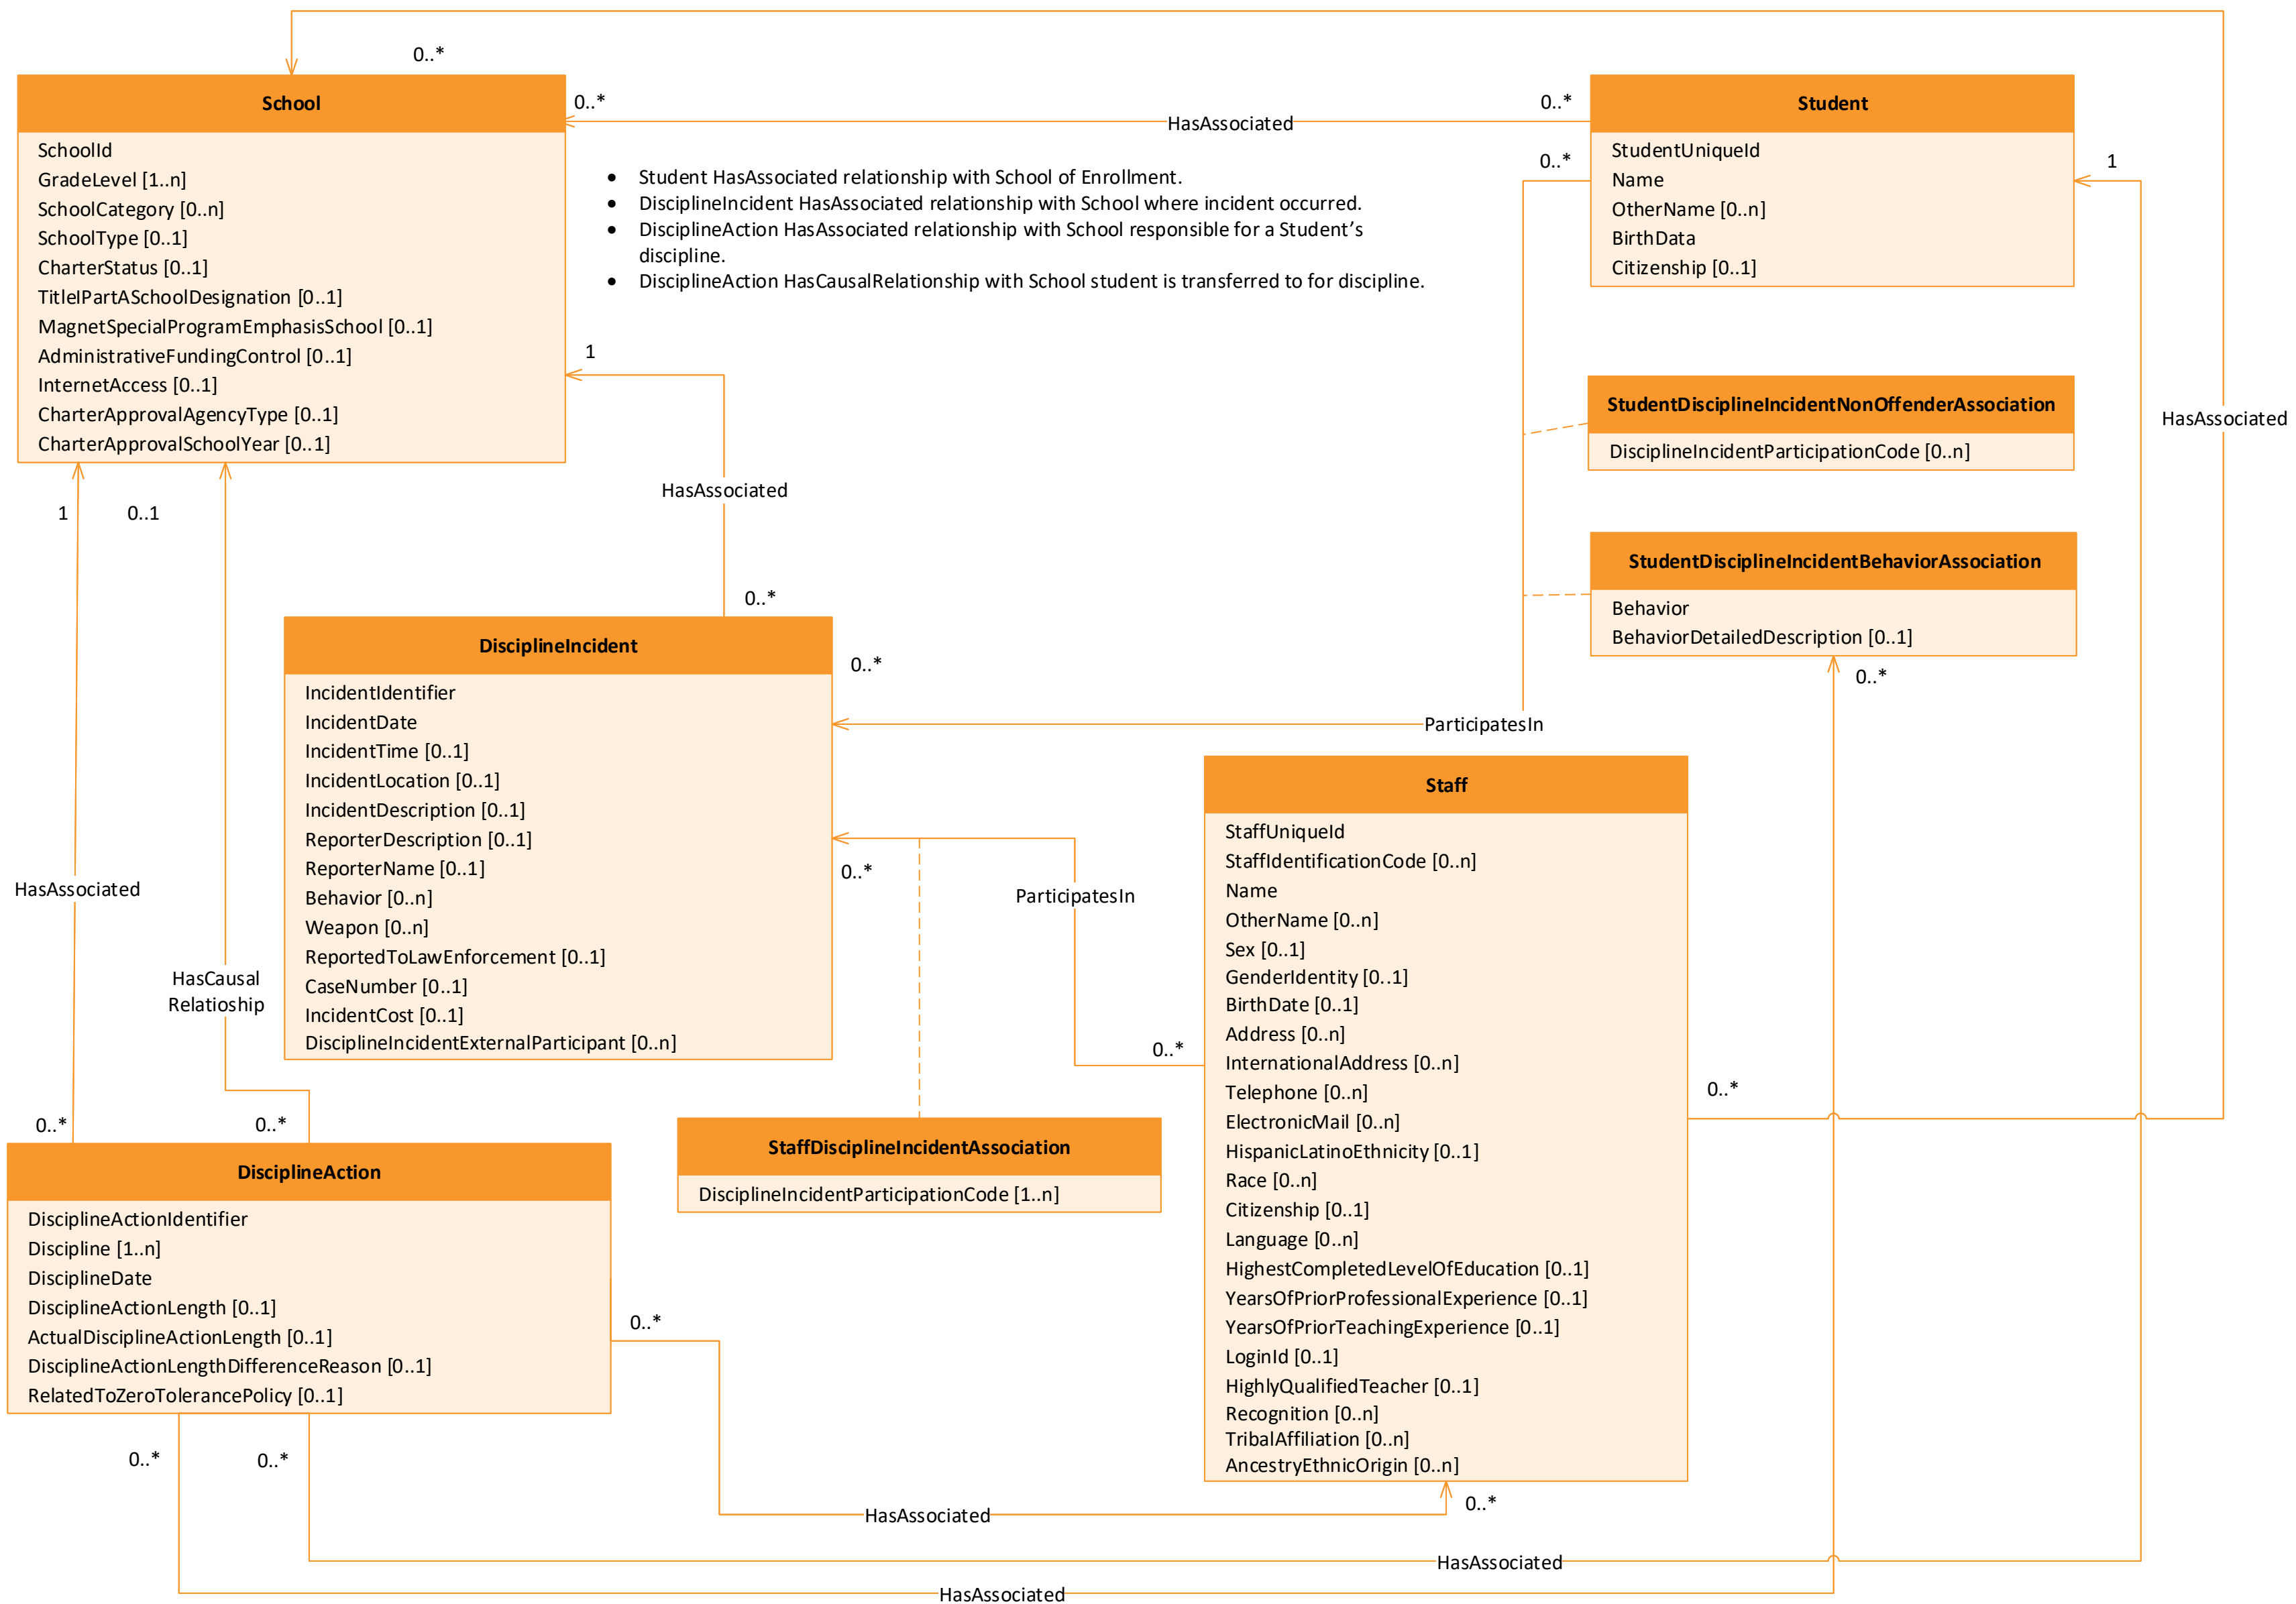 0..*
School
SchoolId
GradeLevel [1..n]
SchoolCategory [0..n]
SchoolType [0..1]
CharterStatus [0..1]
TitleIPartASchoolDesignation [0..1]
MagnetSpecialProgramEmphasisSchool [0..1]
AdministrativeFundingControl [0..1]
InternetAccess [0..1]
CharterApprovalAgencyType [0..1]
CharterApprovalSchoolYear [0..1]
0..*
HasAssociated
0..*
• Student HasAssociated relationship with School of Enrollment.
• DisciplineIncident HasAssociated relationship with School where incident occurred.
• DisciplineAction HasAssociated relationship with School responsible for a Student’s
discipline.
• DisciplineAction HasCausalRelationship with School student is transferred to for discipline.
Student
StudentUniqueId
Name
OtherName [0..n]
BirthData
Citizenship [0..1]
0..*
1
1
HasAssociated
0..*
StudentDisciplineIncidentNonOffenderAssociation
DisciplineIncidentParticipationCode [0..n]
HasAssociated
StudentDisciplineIncidentBehaviorAssociation
Behavior
BehaviorDetailedDescription [0..1]
0..*
1
0..1
HasAssociated
HasCausal
Relatioship
0..*
0..*
DisciplineIncident
IncidentIdentifier
IncidentDate
IncidentTime [0..1]
IncidentLocation [0..1]
IncidentDescription [0..1]
ReporterDescription [0..1]
ReporterName [0..1]
Behavior [0..n]
Weapon [0..n]
ReportedToLawEnforcement [0..1]
CaseNumber [0..1]
IncidentCost [0..1]
DisciplineIncidentExternalParticipant [0..n]
0..*
ParticipatesIn
0..*
ParticipatesIn
0..*
Staff
StaffUniqueId
StaffIdentificationCode [0..n]
Name
OtherName [0..n]
Sex [0..1]
GenderIdentity [0..1]
BirthDate [0..1]
Address [0..n]
InternationalAddress [0..n]
Telephone [0..n]
ElectronicMail [0..n]
HispanicLatinoEthnicity [0..1]
Race [0..n]
Citizenship [0..1]
Language [0..n]
HighestCompletedLevelOfEducation [0..1]
YearsOfPriorProfessionalExperience [0..1]
YearsOfPriorTeachingExperience [0..1]
LoginId [0..1]
HighlyQualifiedTeacher [0..1]
Recognition [0..n]
TribalAffiliation [0..n]
AncestryEthnicOrigin [0..n]
0..*
StaffDisciplineIncidentAssociation
DisciplineIncidentParticipationCode [1..n]
DisciplineAction
DisciplineActionIdentifier
Discipline [1..n]
DisciplineDate
DisciplineActionLength [0..1]
ActualDisciplineActionLength [0..1]
DisciplineActionLengthDifferenceReason [0..1]
RelatedToZeroTolerancePolicy [0..1]
0..*
0..*
0..*
HasAssociated
0..*
HasAssociated
HasAssociated